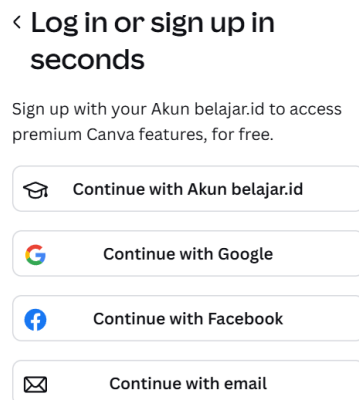 Log in or sign up in
seconds
Sign up with your Akun belajar.id to access
premium Canva features, for free.
Continue with Akun belajar.id
Continue with Google
Continue with Facebook
Continue with email